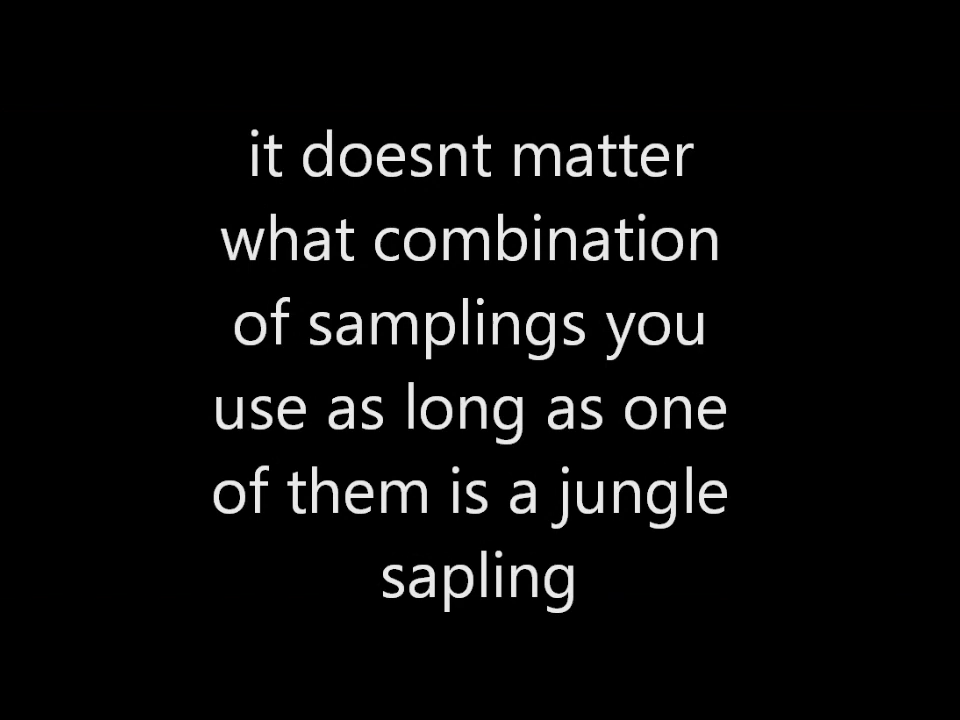 it doesnt matter
what combination
of samplings you
use as long as one
of them is a jungle
sapling